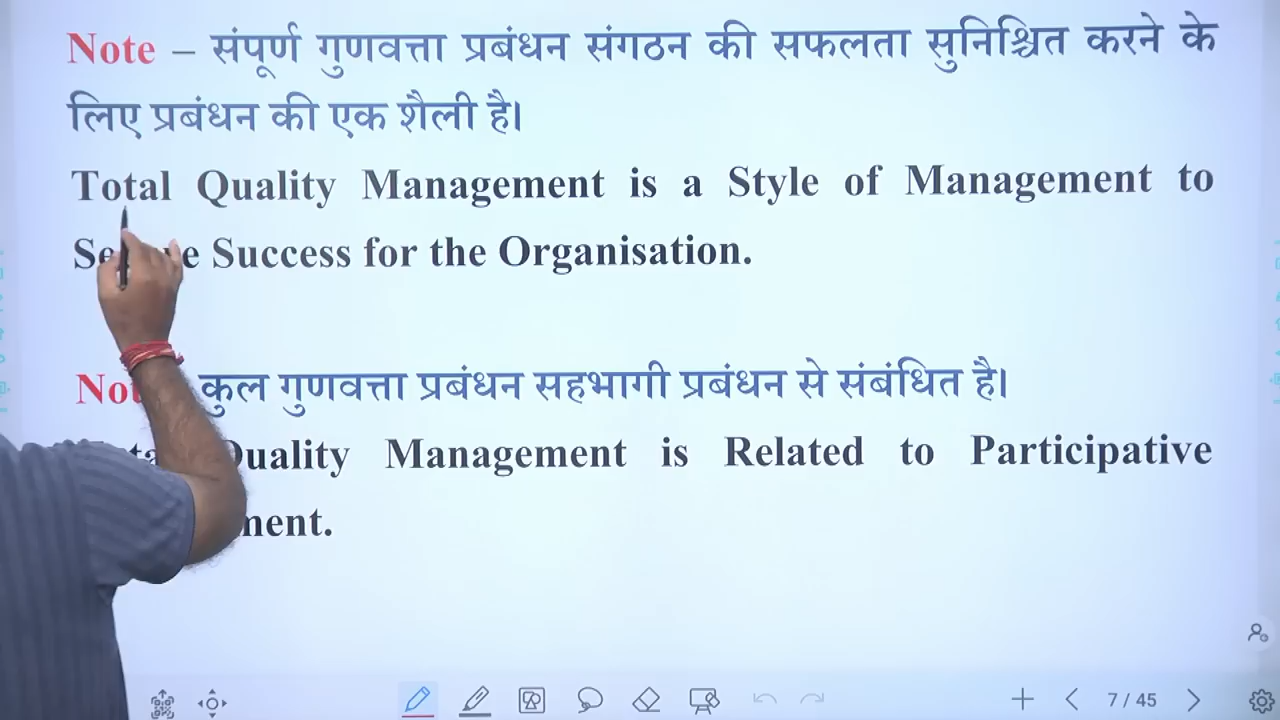 Note – संपूर्ण गुणवत्ता प्रबंधन संगठन की सफलता सुनिश्चित करने के
लिए प्रबंधन की एक शैली है।
Total Quality Management is a Style of Management to
Success for the Organisation.
कुल गुणवत्ता प्रबंधन सहभागी प्रबंधन से संबंधित है।
Quality Management is Related to Participative
7 / 45